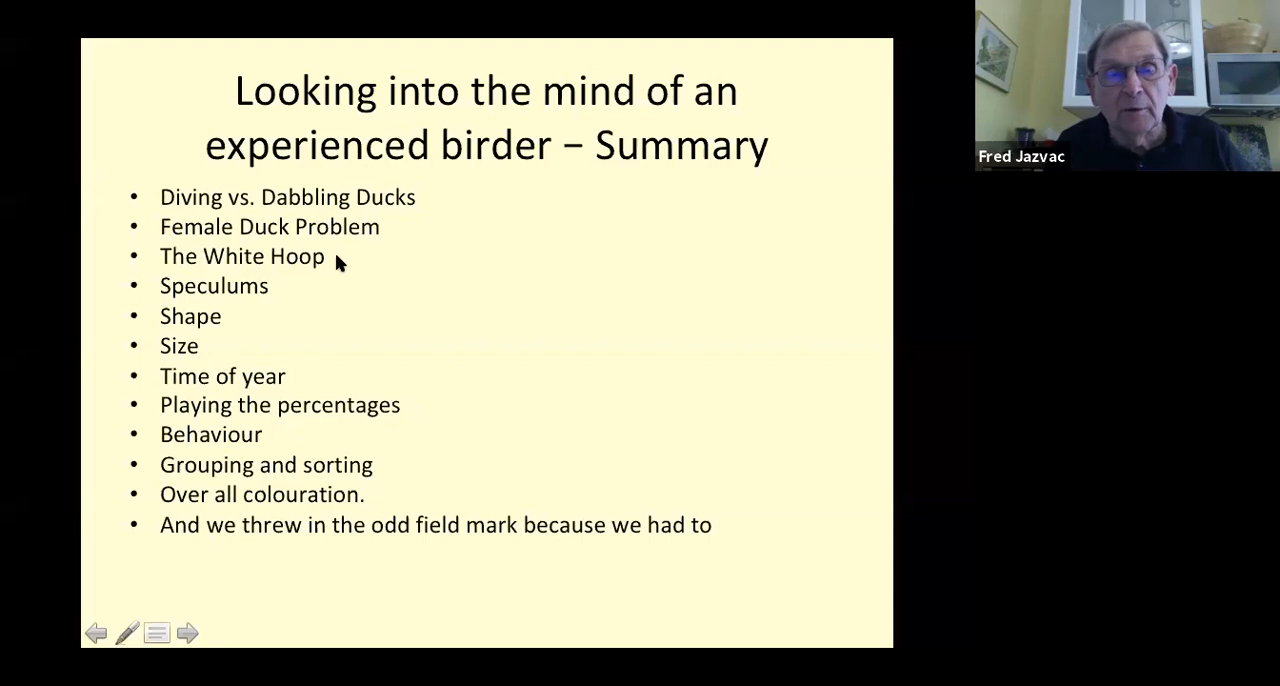 Looking into the mind of an
experienced birder – Summary
• Diving vs. Dabbling Ducks
• Female Duck Problem
• The White Hoop
• Speculums
• Shape
• Size
• Time of year
• Playing the percentages
• Behaviour
• Grouping and sorting
• Over all colouration.
• And we threw in the odd field mark because we had to
Fred Jazvac